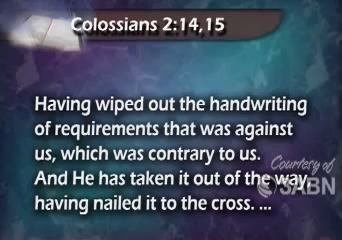 Colossians 2:14,15
Having wiped out the handwriting
of requirements that was against
us, which was contrary to us.
And He has taken it out of the way,
having nailed it to the cross. ...
Courtesy of
3ABN